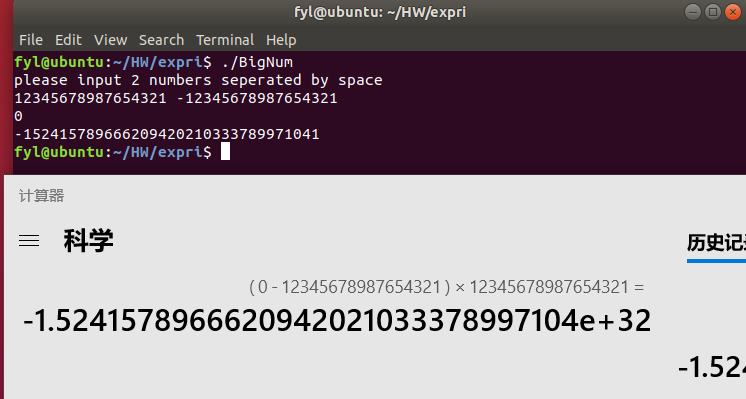 fyl@ubuntu: ~/HW/expri
File Edit View Search Terminal Help
fyl@ubuntu:~/HW/expri$ ./BigNum
please input 2 numbers seperated by space
12345678987654321 -12345678987654321
0
-152415789666209420210333789971041
fyl@ubuntu:~/HW/expri$
计算器
科学
历史记录
( 0 - 12345678987654321 ) × 12345678987654321 =
-1.5241578966620942021033378997104e+32
-1.524